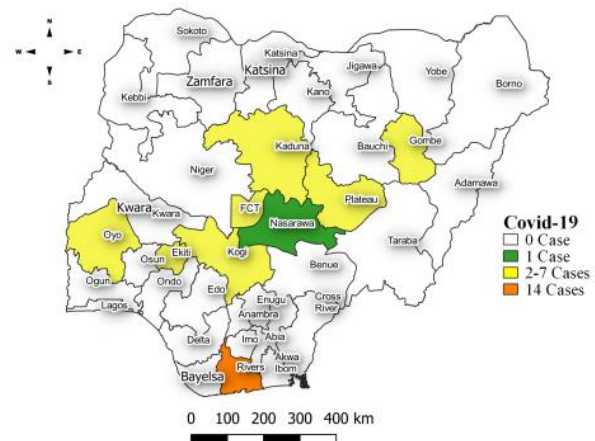 N
W E
S
Sokoto
Katsina
Katsina
Jigawa
Yobe
Borno
Zamfara
Kebbi
Kano
Kaduna
Bauchi
Gombe
Niger
Adamawa
Plateau
FCT
Kwara
Kwara
Nasarawa
Oyo
Taraba
Ekiti
Kogi
Osun
Benue
Ogun
Ondo
Edo
Lagos
Enugu
Cross
River
Anambra
Delta
Imo
Abia
Akwa
Ibom
Rivers
Bayelsa
Covid-19
0 Case
1 Case
2-7 Cases
14 Cases
0 100 200 300 400 km